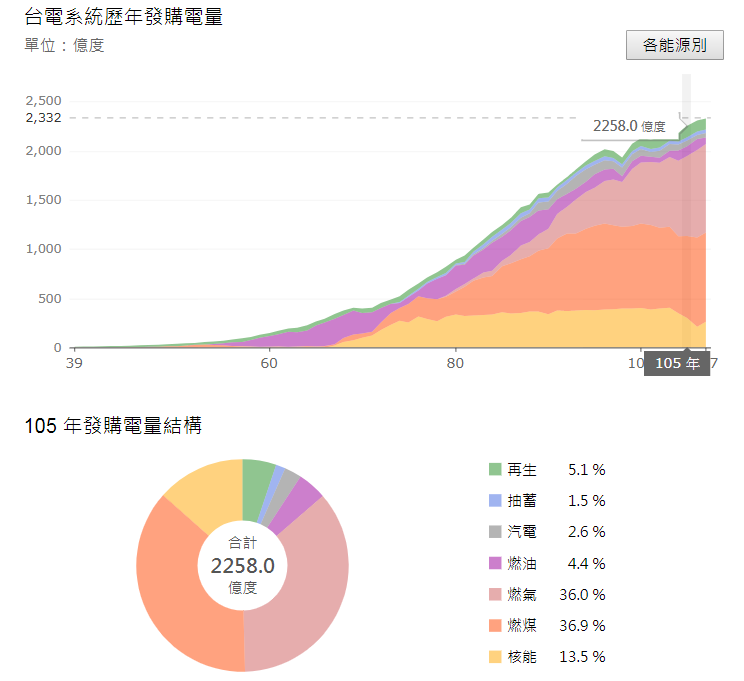 台電系統歷年發購電量
單位：億度
各能源別
2,500
2,332
2258.0 億度
2,000
1,500
1,000
500
0
39
60
80
105 年
105 年發購電量結構
合計
2258.0
億度
再生 5.1 %
抽蓄 1.5 %
汽電 2.6 %
燃油 4.4 %
燃氣 36.0 %
燃煤 36.9 %
核能 13.5 %